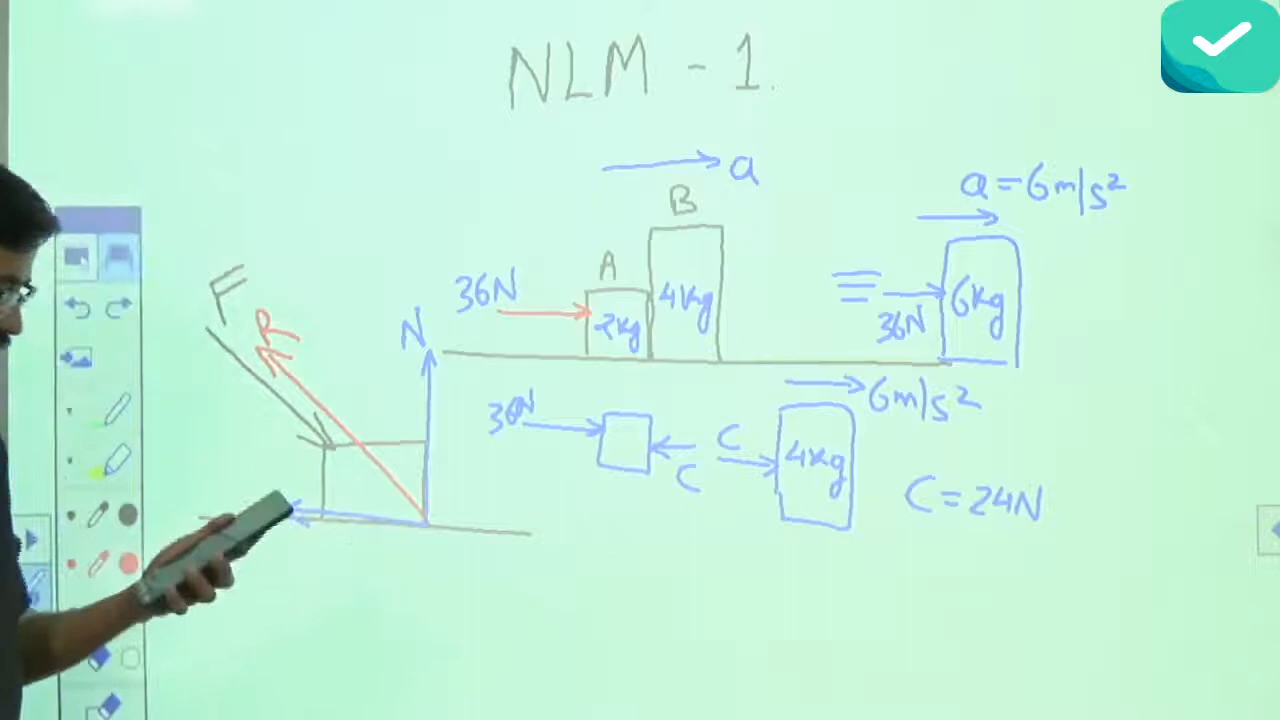 NLM - 1.
a
a = 6m/s²
B
A
36N
2kg
4kg
36N
6kg
F
R
N
6m/s²
36N
C
C
4kg
C = 24N